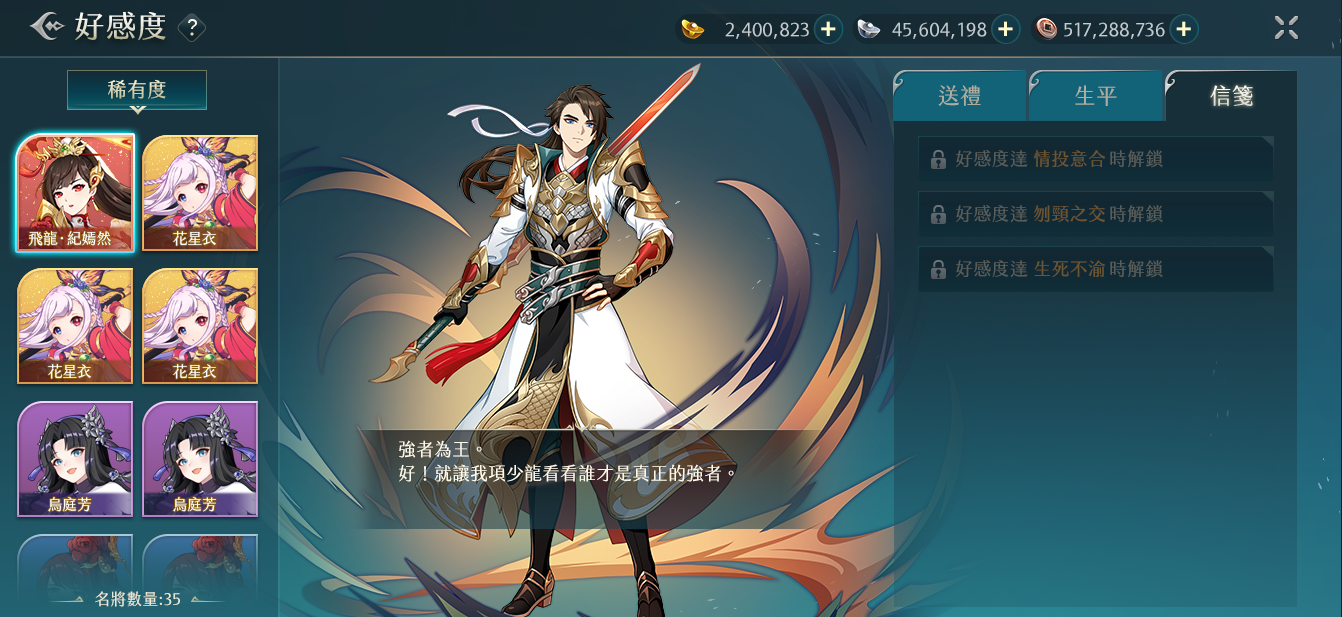 好感度 ?
2,400,823
45,604,198
517,288,736
稀有度
飛龍·紀嫣然
花星衣
花星衣
花星衣
烏庭芳
烏庭芳
名將數量:35
強者為王。
好！就讓我項少龍看看誰才是真正的強者。
送禮
生平
信箋
好感度達 情投意合 時解鎖
好感度達 刎頸之交 時解鎖
好感度達 生死不渝 時解鎖